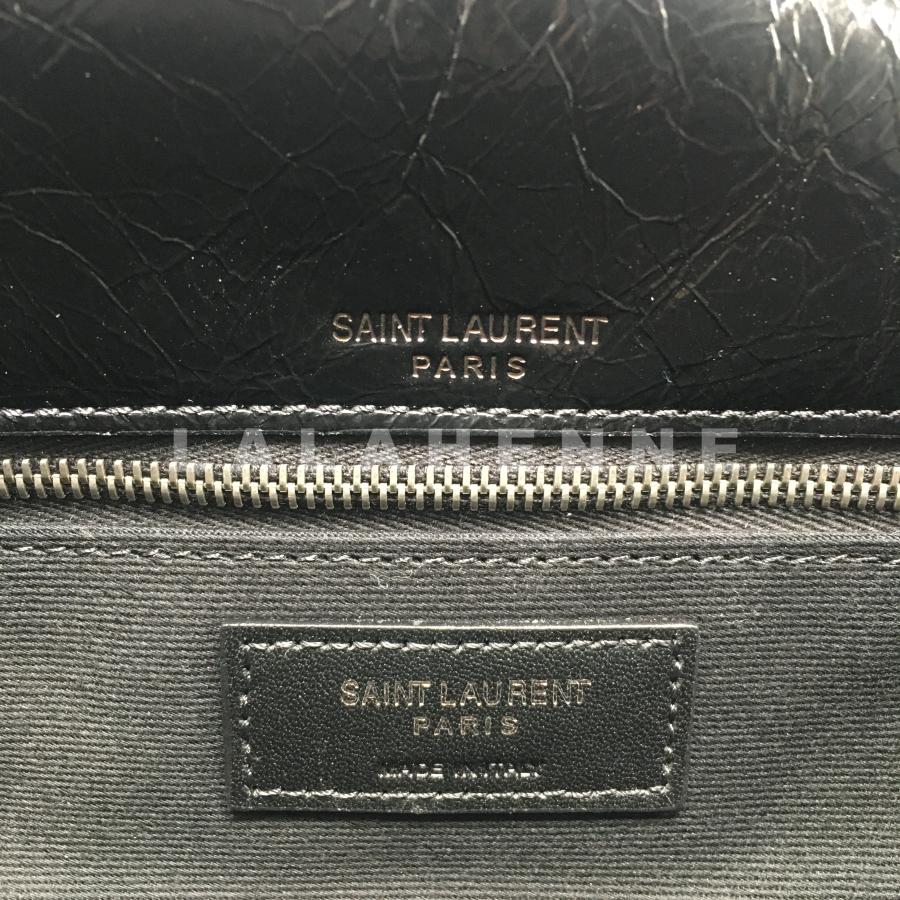 SAINT LAURENT
PARIS
LALAHENNE
SAINT LAURENT
PARIS
MADE IN ITALY